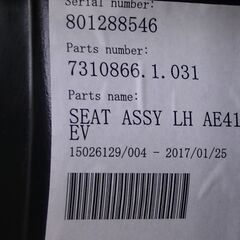 Serial number:
801288546
Parts number:
7310866.1.031
Parts name:
SEAT ASSY LH AE41
EV
15026129/004 - 2017/01/25